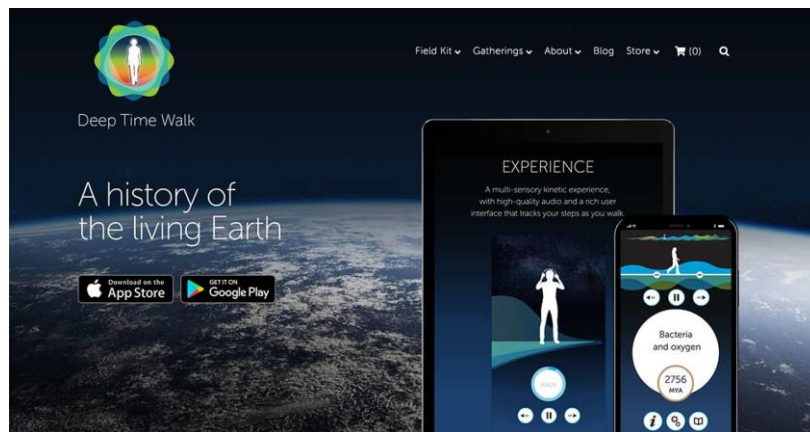 Field Kit Gatherings About Blog Store (0)
Deep Time Walk
A history of
the living Earth
Download on the
App Store
GET IT ON
Google Play
EXPERIENCE
A multi-sensory kinetic experience,
with high-quality audio and a rich user
interface that tracks your steps as you walk.
Bacteria
and oxygen
2756
MYA